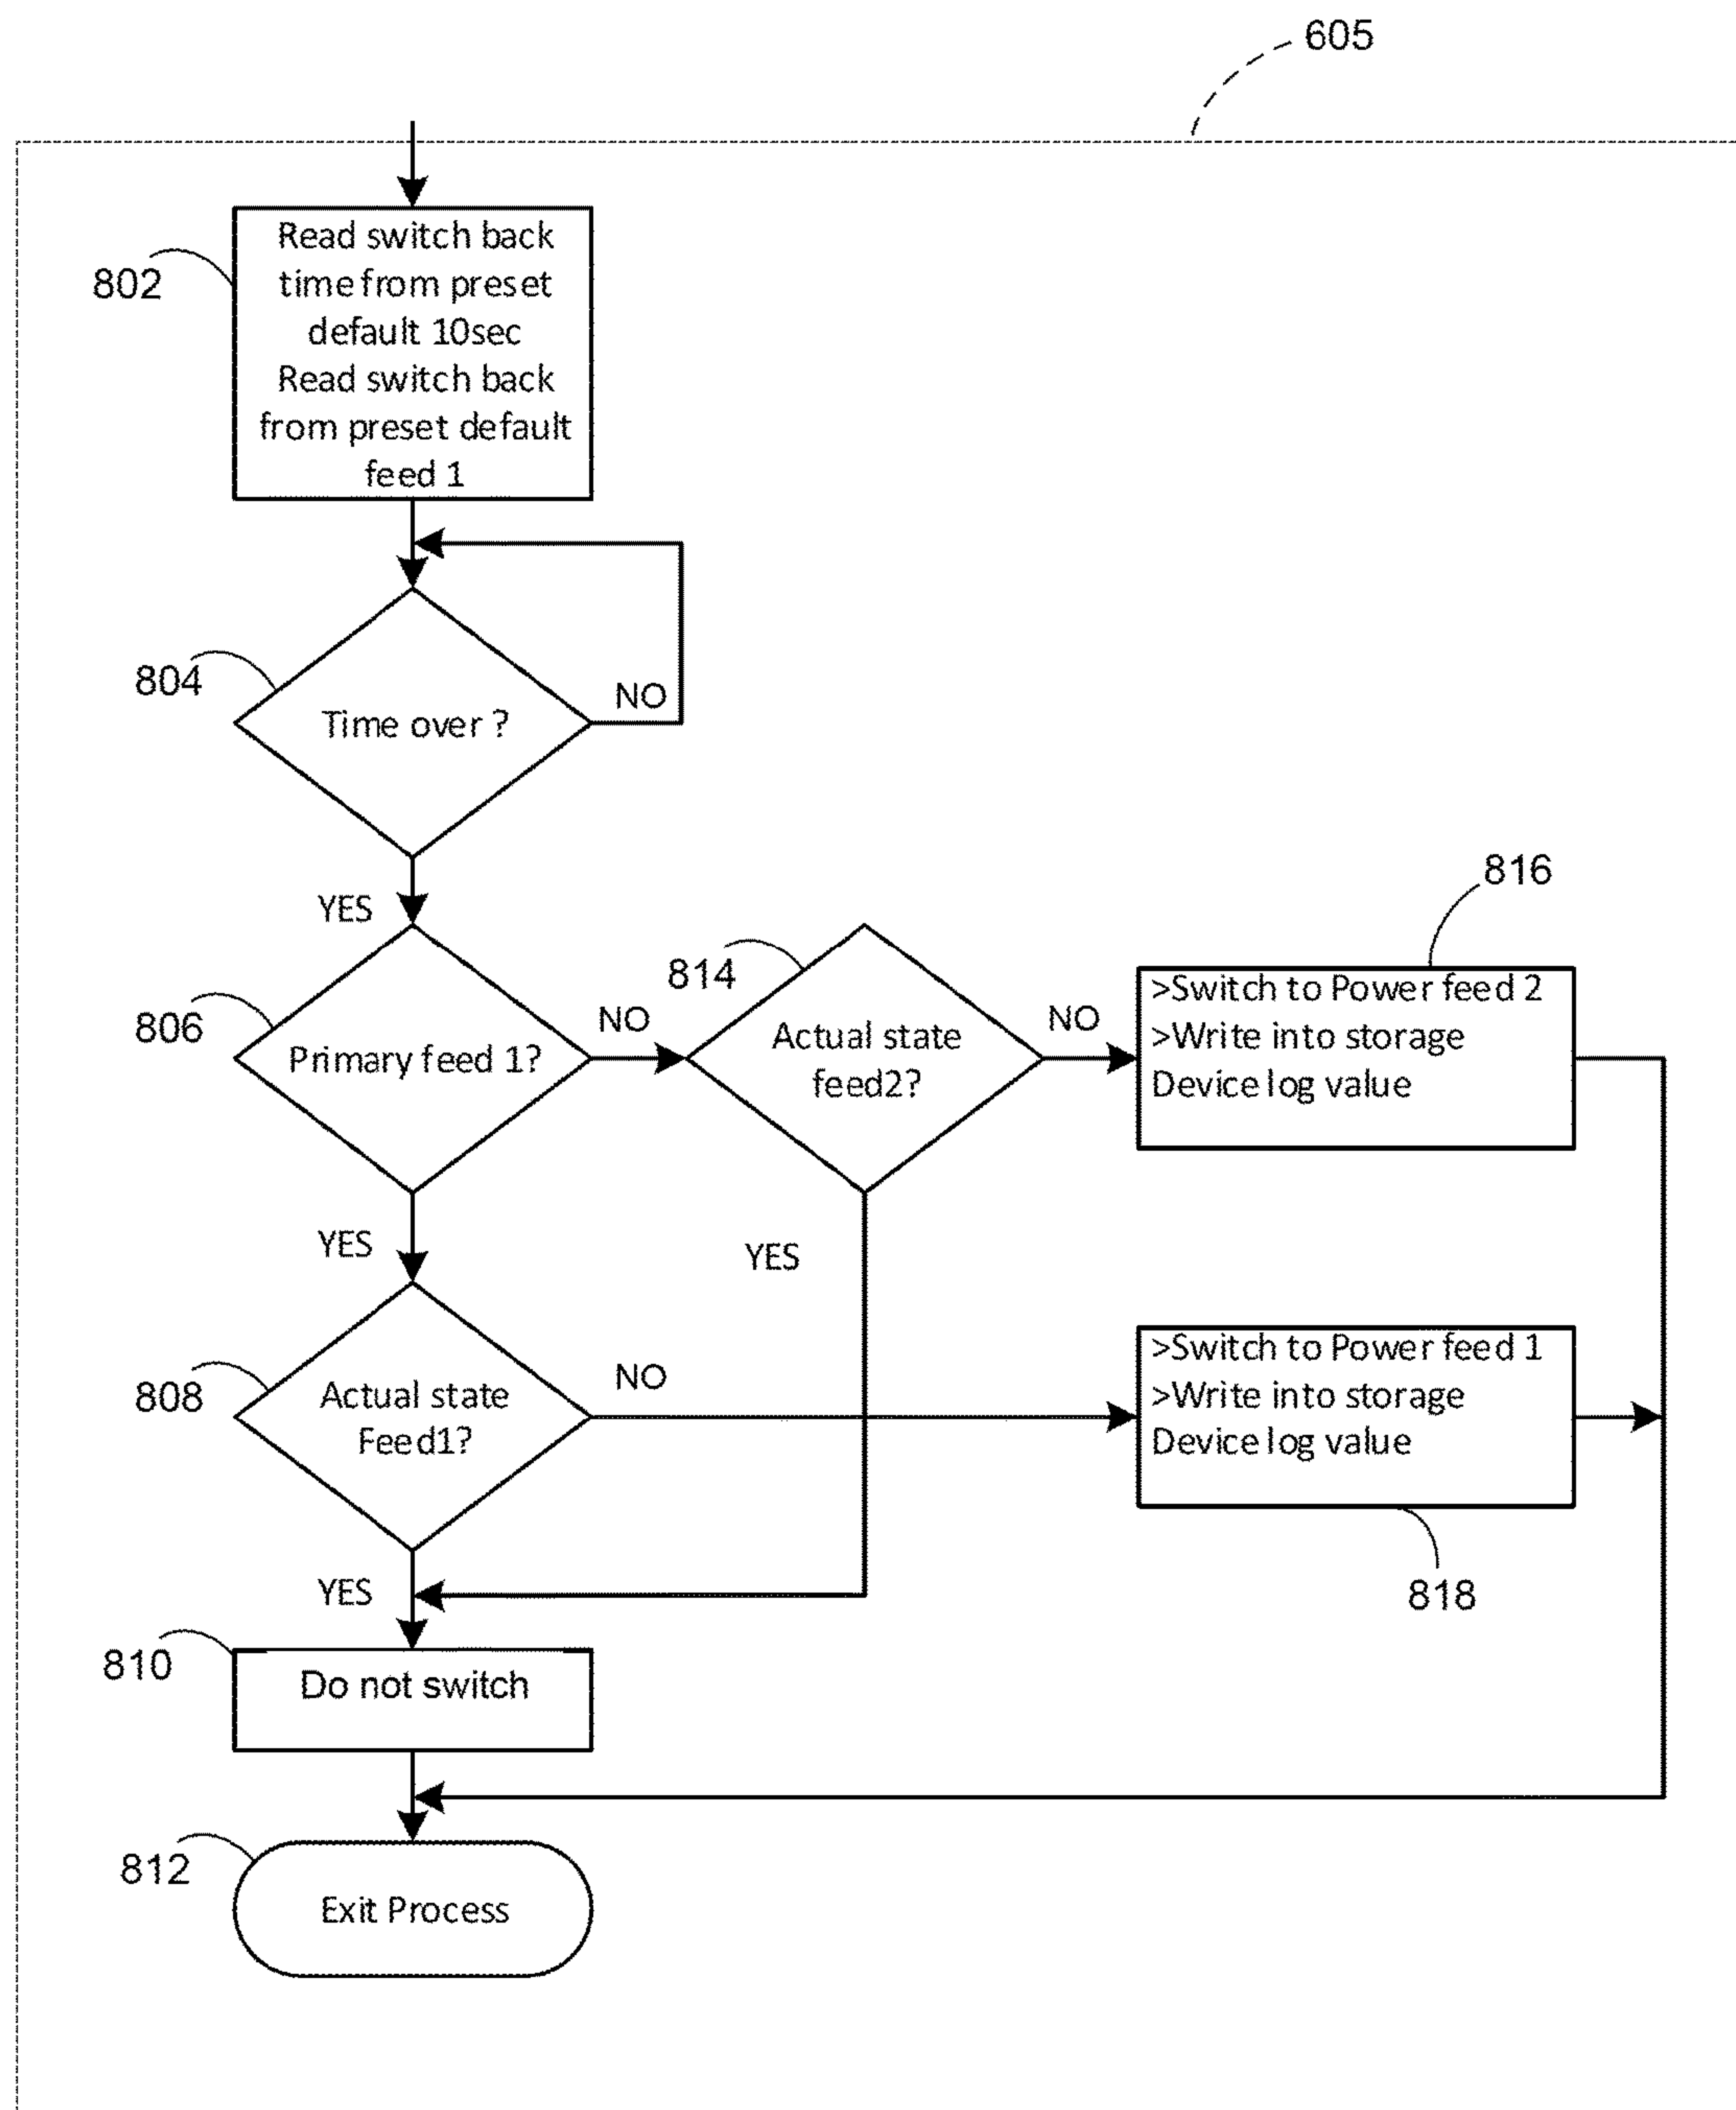 605
802
Read switch back
time from preset
default 10sec
Read switch back
from preset default
feed 1
804
Time over ?
NO
YES
806
Primary feed 1?
NO
814
Actual state
feed2?
NO
816
>Switch to Power feed 2
>Write into storage
Device log value
YES
YES
808
Actual state
Feed1?
NO
>Switch to Power feed 1
>Write into storage
Device log value
818
YES
810
Do not switch
812
Exit Process